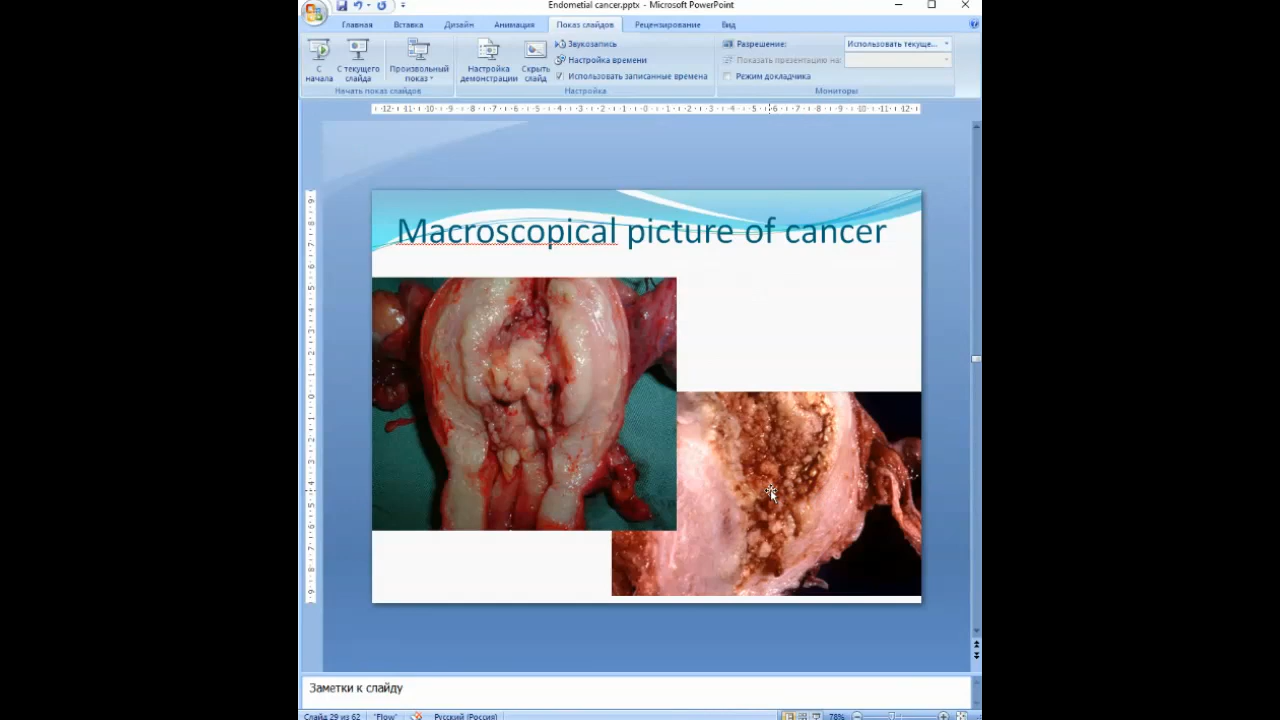 Endometial cancer.pptx - Microsoft PowerPoint
Главная Вставка Дизайн Анимация Показ слайдов Рецензирование Вид
С начала
С текущего слайда
Произвольный показ
Начать показ слайдов
Настройка демонстрации
Скрыть слайд
Звукозапись
Настройка времени
Использовать записанные времена
Настройка
Разрешение: Использовать текуще...
Показать презентацию на:
Режим докладчика
Мониторы
Macroscopical picture of cancer
Заметки к слайду
Слайд 29 из 62 "Flow" Русский (Россия) 78%